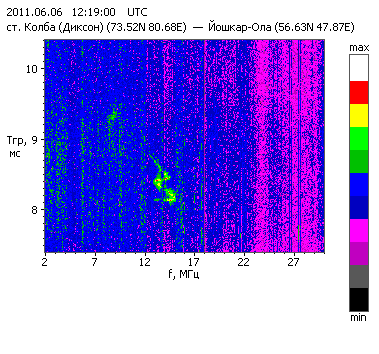 2011.06.06 12:19:00 UTC
ст. Колба (Диксон) (73.52N 80.68E) — Йошкар-Ола (56.63N 47.87E)
max
10
Тгр,
мс
9
8
2 7 12 17 22 27
f, МГц
min